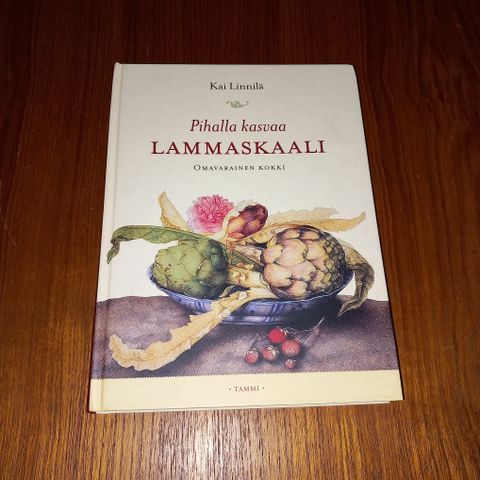 Kai Linnilä
Pihalla kasvaa
LAMMASKAALI
OMAVARAINEN KOKKI
· TAMMI ·